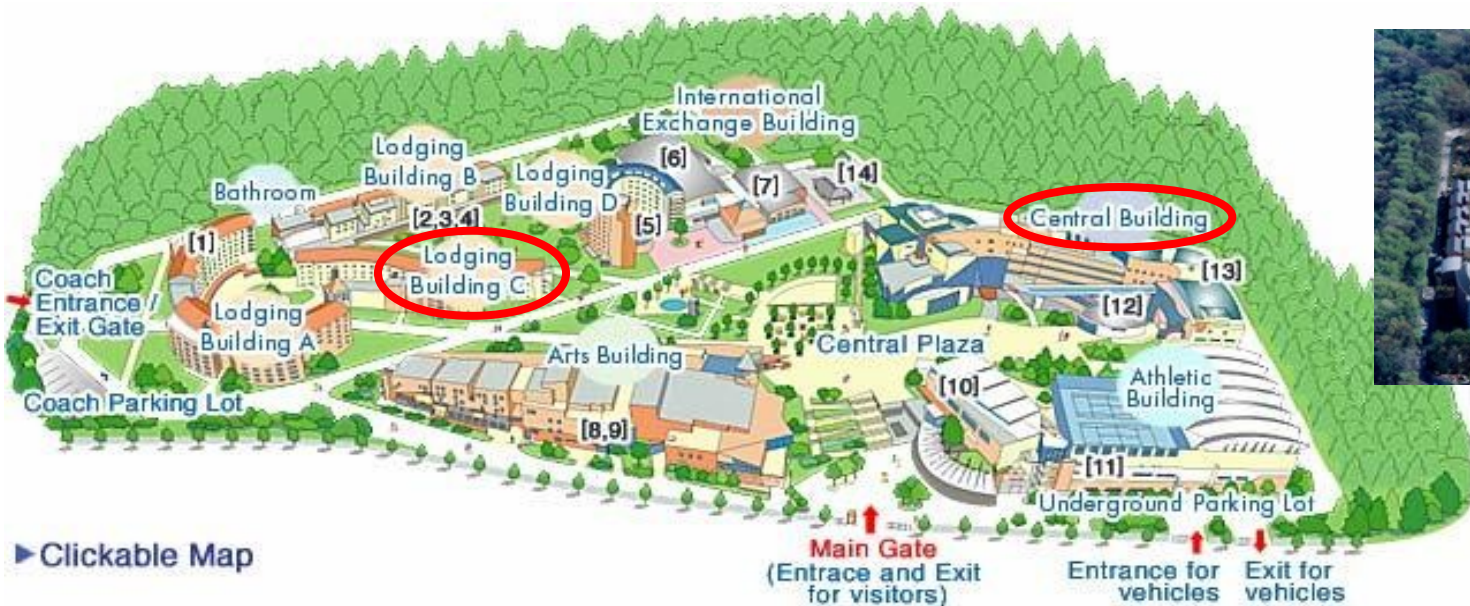 International
Exchange Building
Lodging
Building B
[6]
[14]
Lodging
Building D
[7]
Bathroom
Central Building
[2,3,4]
[5]
[1]
Lodging
Building C
[13]
Coach
Entrance /
Exit Gate
[12]
Lodging
Building A
Arts Building
Central Plaza
Athletic
Building
[10]
Coach Parking Lot
[8,9]
[11]
Underground Parking Lot
▶Clickable Map
Main Gate
(Entrace and Exit
for visitors)
Entrance for
vehicles
Exit for
vehicles